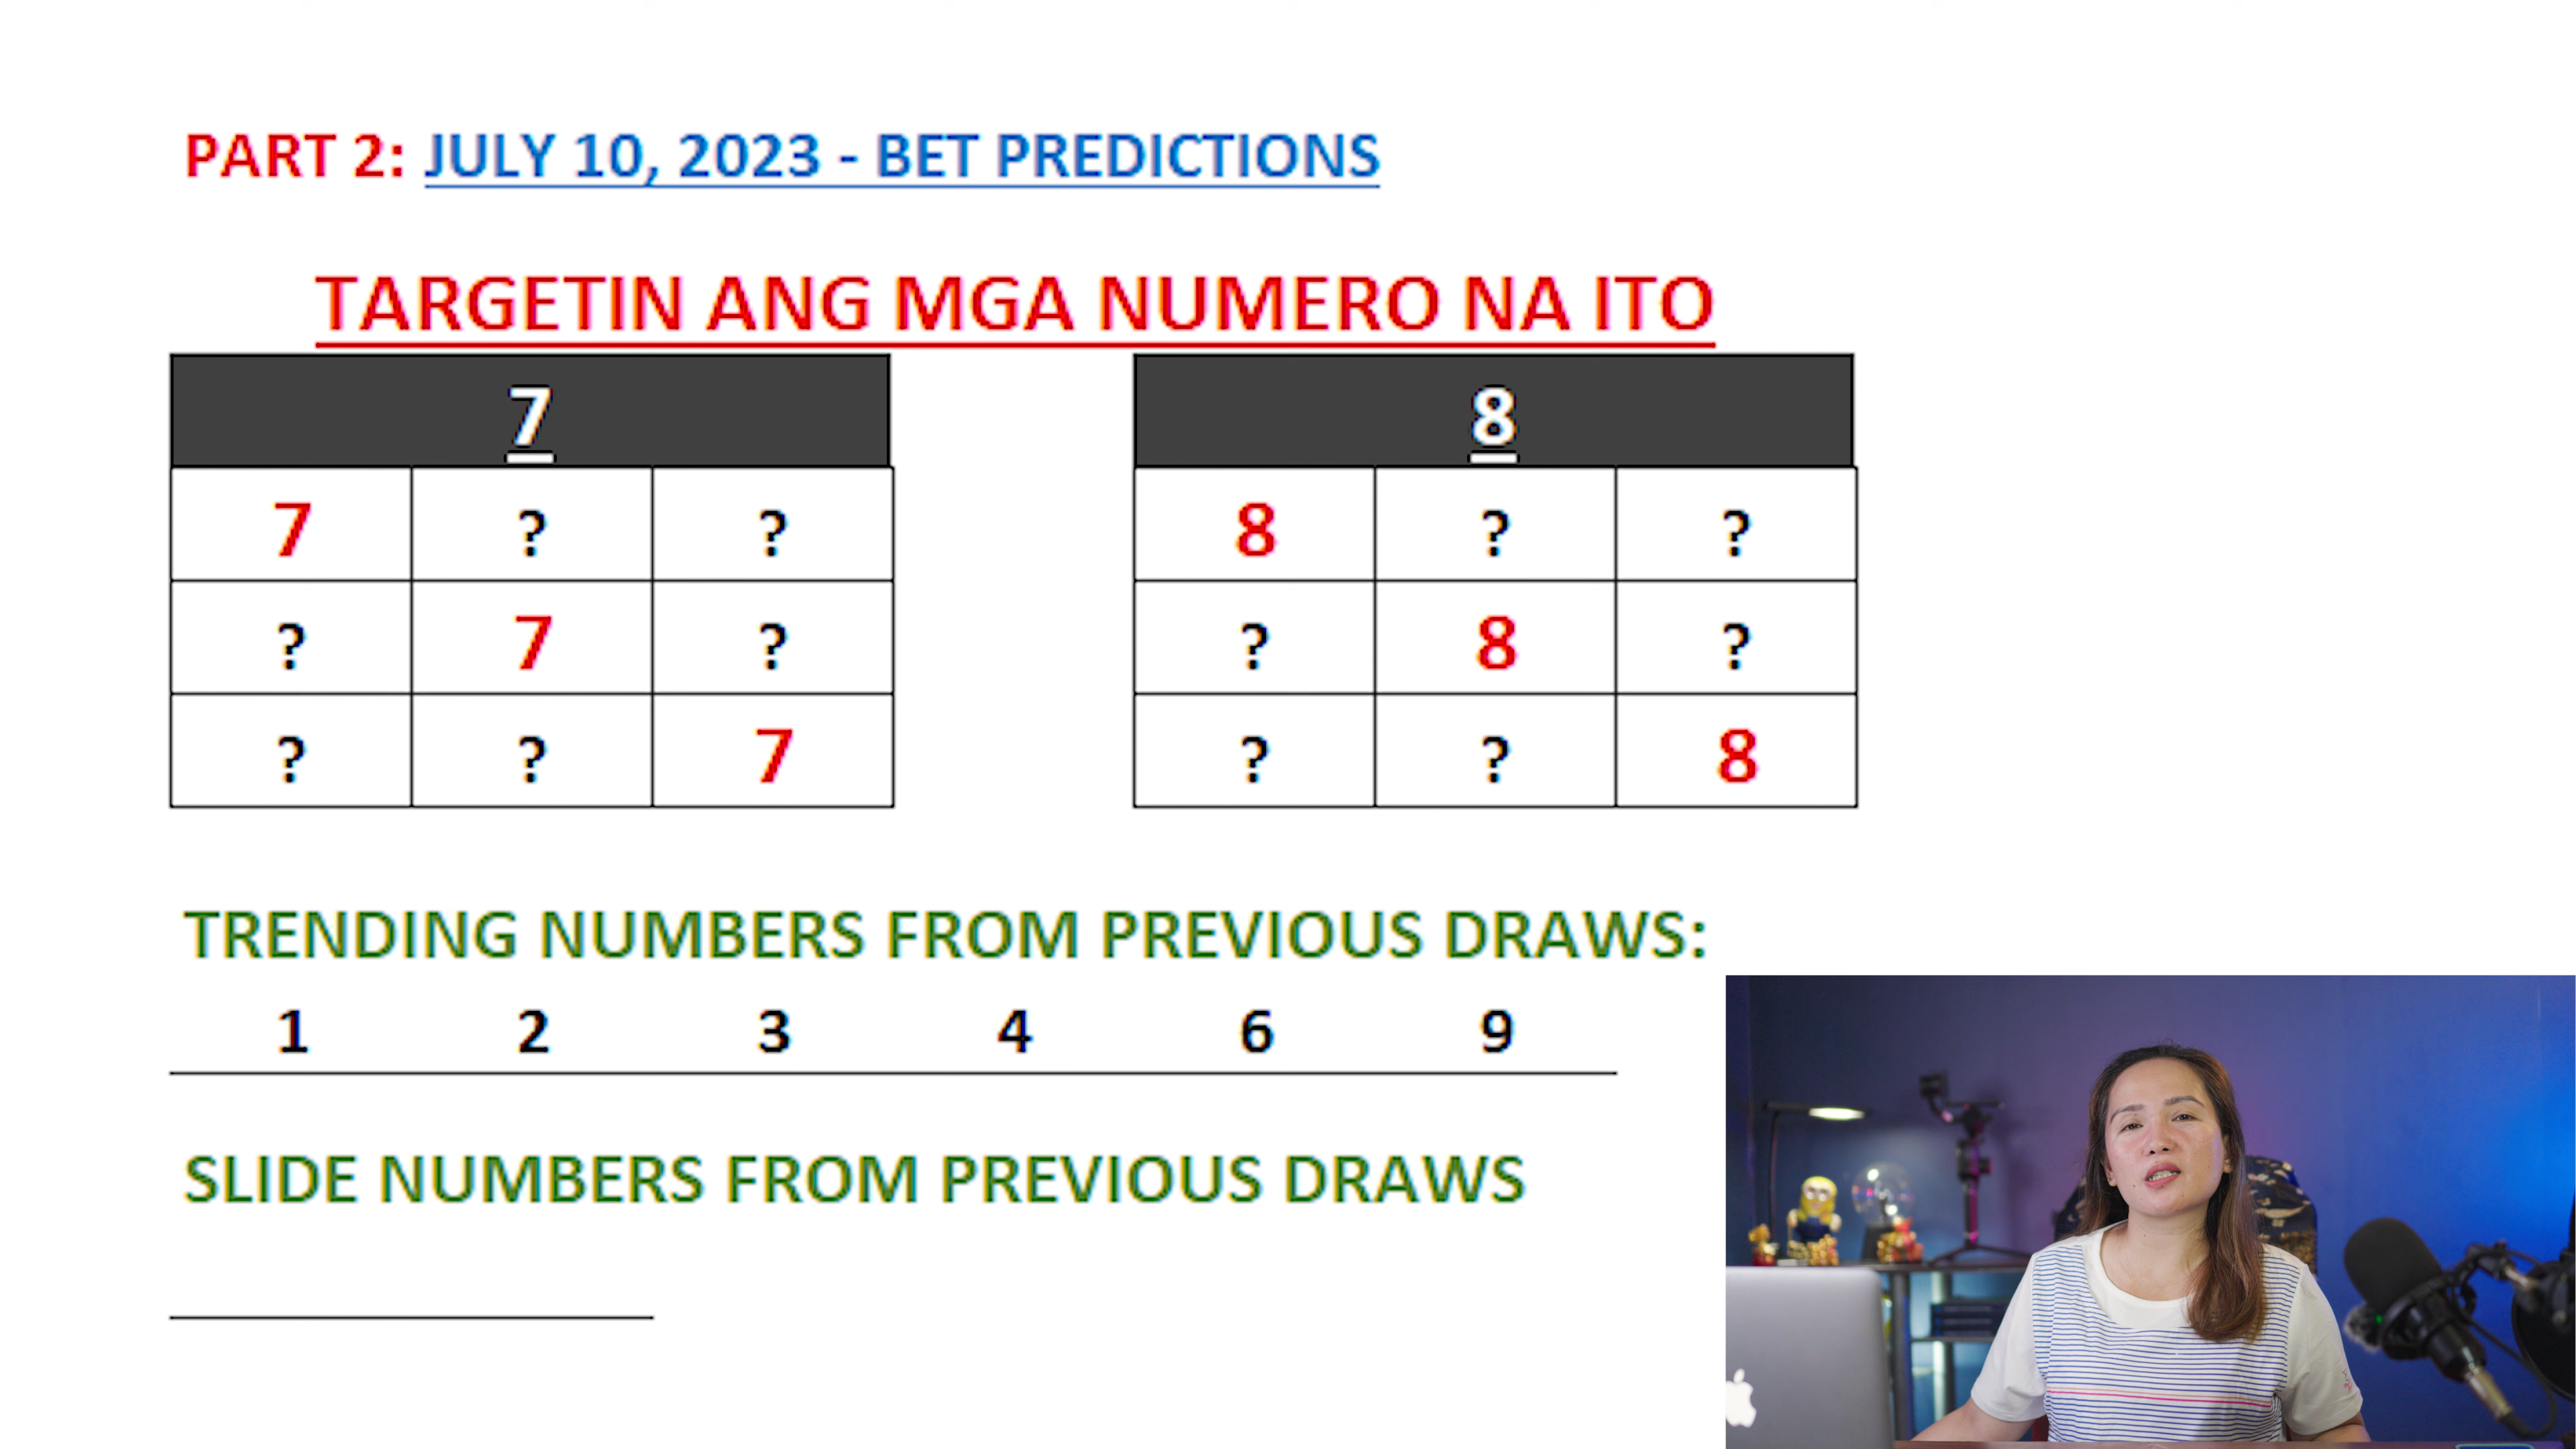 PART 2: JULY 10, 2023 - BET PREDICTIONS
TARGETIN ANG MGA NUMERO NA ITO
7
7 ? ?
? 7 ?
? ? 7
8
8 ? ?
? 8 ?
? ? 8
TRENDING NUMBERS FROM PREVIOUS DRAWS:
1 2 3 4 6 9
SLIDE NUMBERS FROM PREVIOUS DRAWS